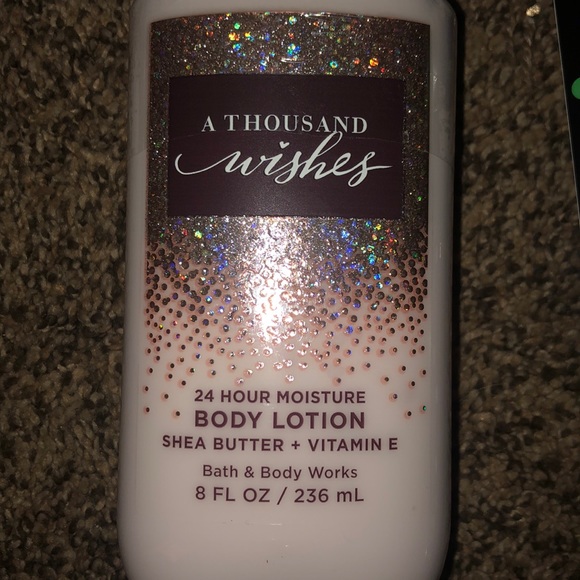 A THOUSAND
wishes
24 HOUR MOISTURE
BODY LOTION
SHEA BUTTER + VITAMIN E
Bath & Body Works
8 FL OZ / 236 mL